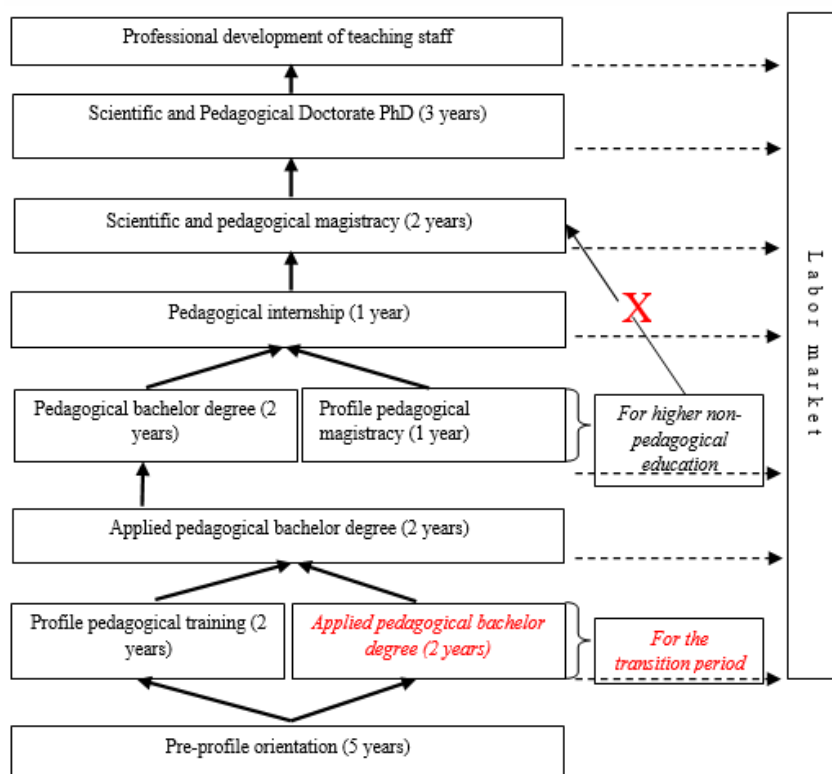 Professional development of teaching staff
Scientific and Pedagogical Doctorate PhD (3 years)
Scientific and pedagogical magistracy (2 years)
X
Pedagogical internship (1 year)
Pedagogical bachelor degree (2
years)
Profile pedagogical
magistracy (1 year)
For higher non-
pedagogical
education
Applied pedagogical bachelor degree (2 years)
Profile pedagogical training (2
years)
Applied pedagogical bachelor
degree (2 years)
For the
transition period
Pre-profile orientation (5 years)
Labor market